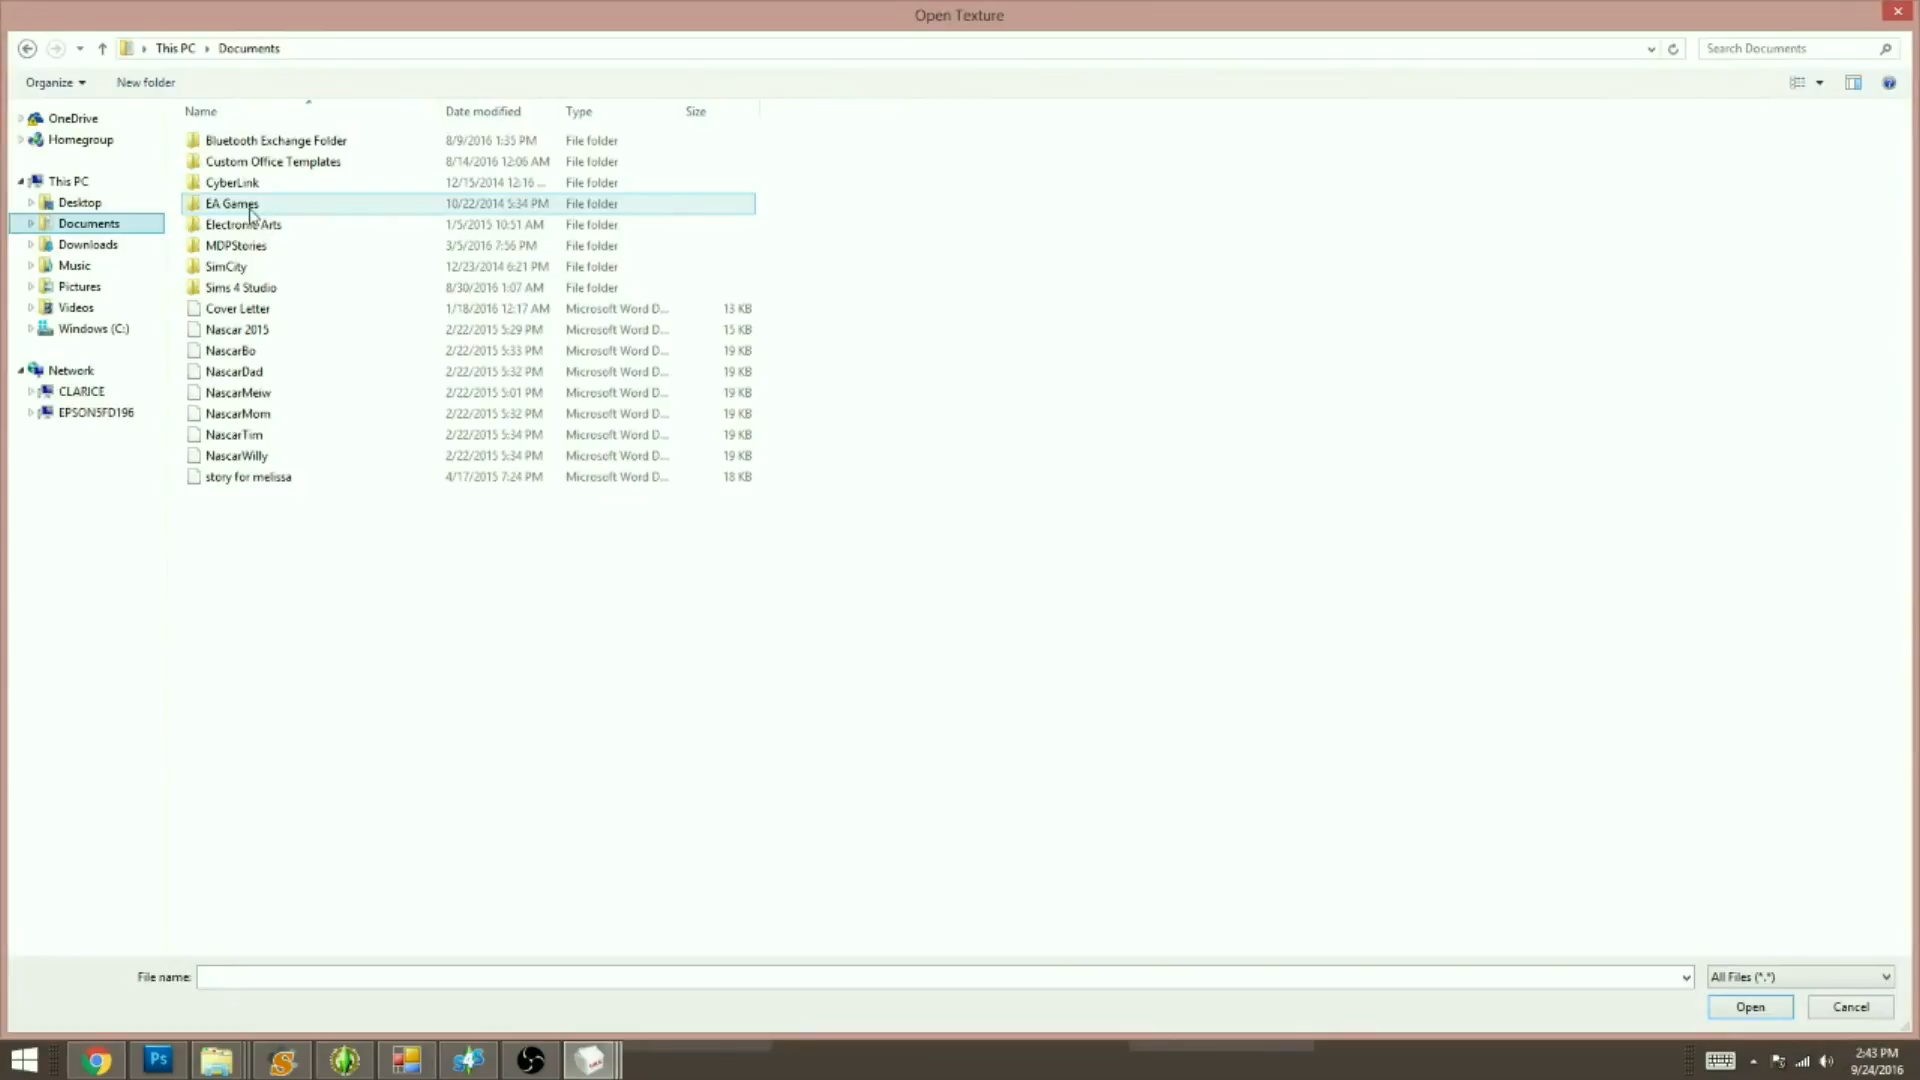 Open Texture
This PC Documents
Search Documents
Organize New folder
Name Date modified Type Size
OneDrive
Homegroup
This PC
Desktop
Documents
Downloads
Music
Pictures
Videos
Windows (C:)
Network
CLARICE
EPSON5FD196
Bluetooth Exchange Folder 8/9/2016 1:35 PM File folder
Custom Office Templates 8/14/2016 12:06 AM File folder
CyberLink 12/15/2014 12:16 ... File folder
EA Games 10/22/2014 5:34 PM File folder
Electronic Arts 1/5/2015 10:51 AM File folder
MDPStories 3/5/2016 7:56 PM File folder
SimCity 12/23/2014 6:21 PM File folder
Sims 4 Studio 8/30/2016 1:07 AM File folder
Cover Letter 1/18/2016 12:17 AM Microsoft Word D... 13 KB
Nascar 2015 2/22/2015 5:29 PM Microsoft Word D... 15 KB
NascarBo 2/22/2015 5:33 PM Microsoft Word D... 19 KB
NascarDad 2/22/2015 5:32 PM Microsoft Word D... 19 KB
NascarMeiw 2/22/2015 5:01 PM Microsoft Word D... 19 KB
NascarMom 2/22/2015 5:32 PM Microsoft Word D... 19 KB
NascarTim 2/22/2015 5:34 PM Microsoft Word D... 19 KB
NascarWilly 2/22/2015 5:34 PM Microsoft Word D... 19 KB
story for melissa 4/17/2015 7:24 PM Microsoft Word D... 18 KB
File name: All Files (*.*)
Open Cancel
Ps
2:43 PM
9/24/2016